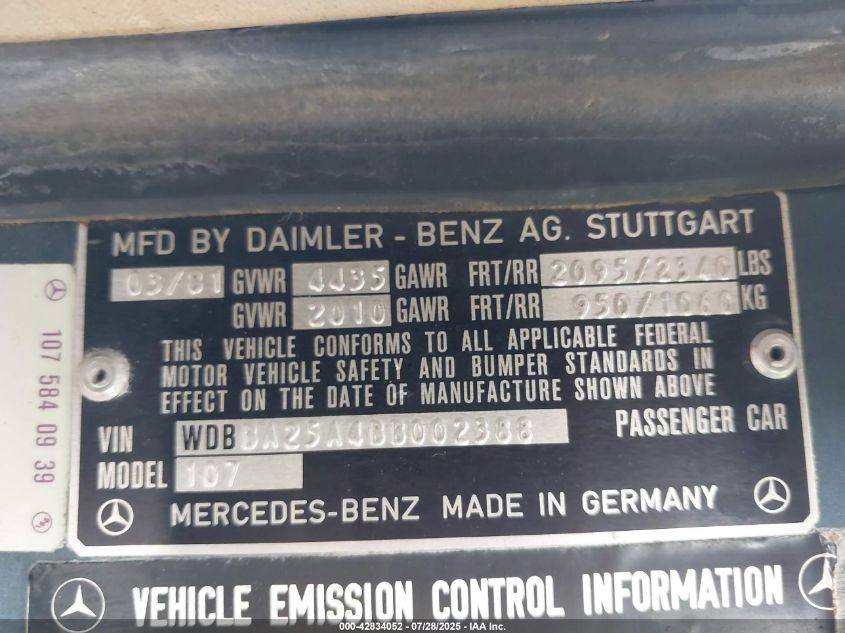 MFD BY DAIMLER - BENZ AG. STUTTGART
03/81 GVWR 4435 GAWR FRT/RR 2095/2340 LBS
GVWR 2010 GAWR FRT/RR 950/1060 KG
THIS VEHICLE CONFORMS TO ALL APPLICABLE FEDERAL
MOTOR VEHICLE SAFETY AND BUMPER STANDARDS IN
EFFECT ON THE DATE OF MANUFACTURE SHOWN ABOVE
VIN WDBBA25A4BB002388 PASSENGER CAR
MODEL 107
MERCEDES-BENZ MADE IN GERMANY
107 584 09 39
VEHICLE EMISSION CONTROL INFORMATION
000-42834052 - 07/28/2025 - IAA Inc.